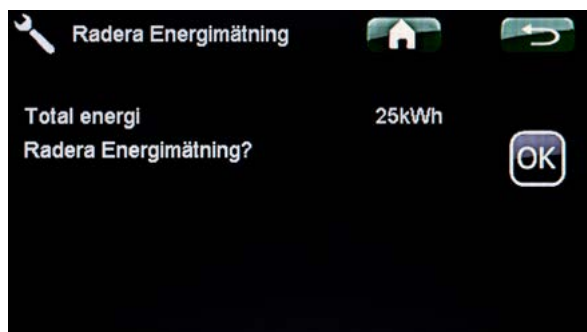 Radera Energimätning
Total energi 25kWh
Radera Energimätning?
OK